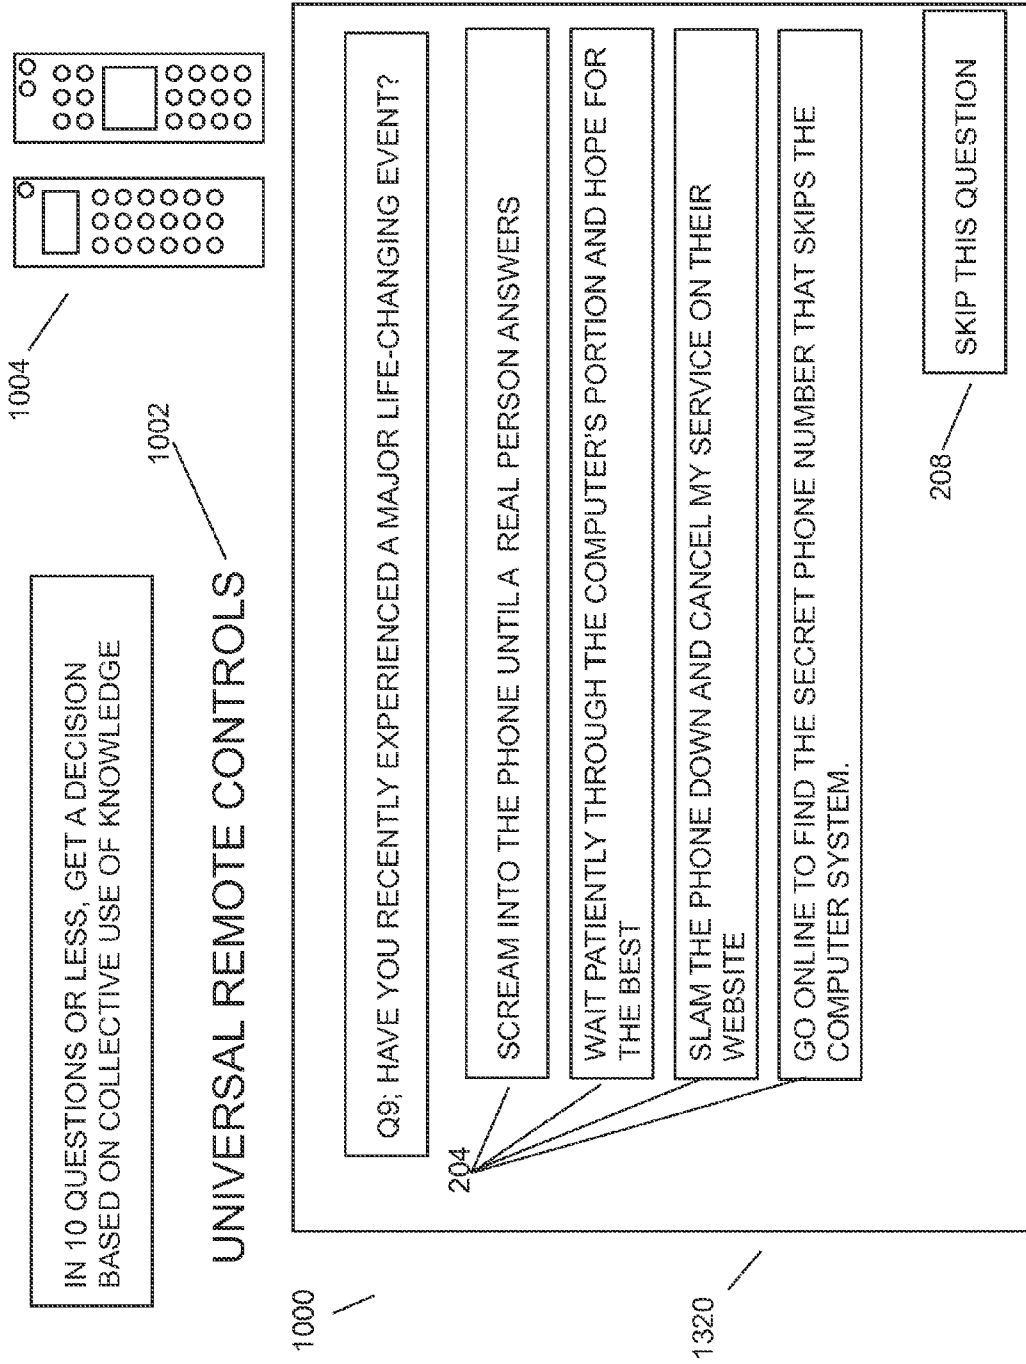 IN 10 QUESTIONS OR LESS, GET A DECISION
BASED ON COLLECTIVE USE OF KNOWLEDGE
1004
1002
UNIVERSAL REMOTE CONTROLS
1000
Q9; HAVE YOU RECENTLY EXPERIENCED A MAJOR LIFE-CHANGING EVENT?
204
SCREAM INTO THE PHONE UNTIL A REAL PERSON ANSWERS
WAIT PATIENTLY THROUGH THE COMPUTER'S PORTION AND HOPE FOR
THE BEST
SLAM THE PHONE DOWN AND CANCEL MY SERVICE ON THEIR
WEBSITE
GO ONLINE TO FIND THE SECRET PHONE NUMBER THAT SKIPS THE
COMPUTER SYSTEM.
1320
208
SKIP THIS QUESTION